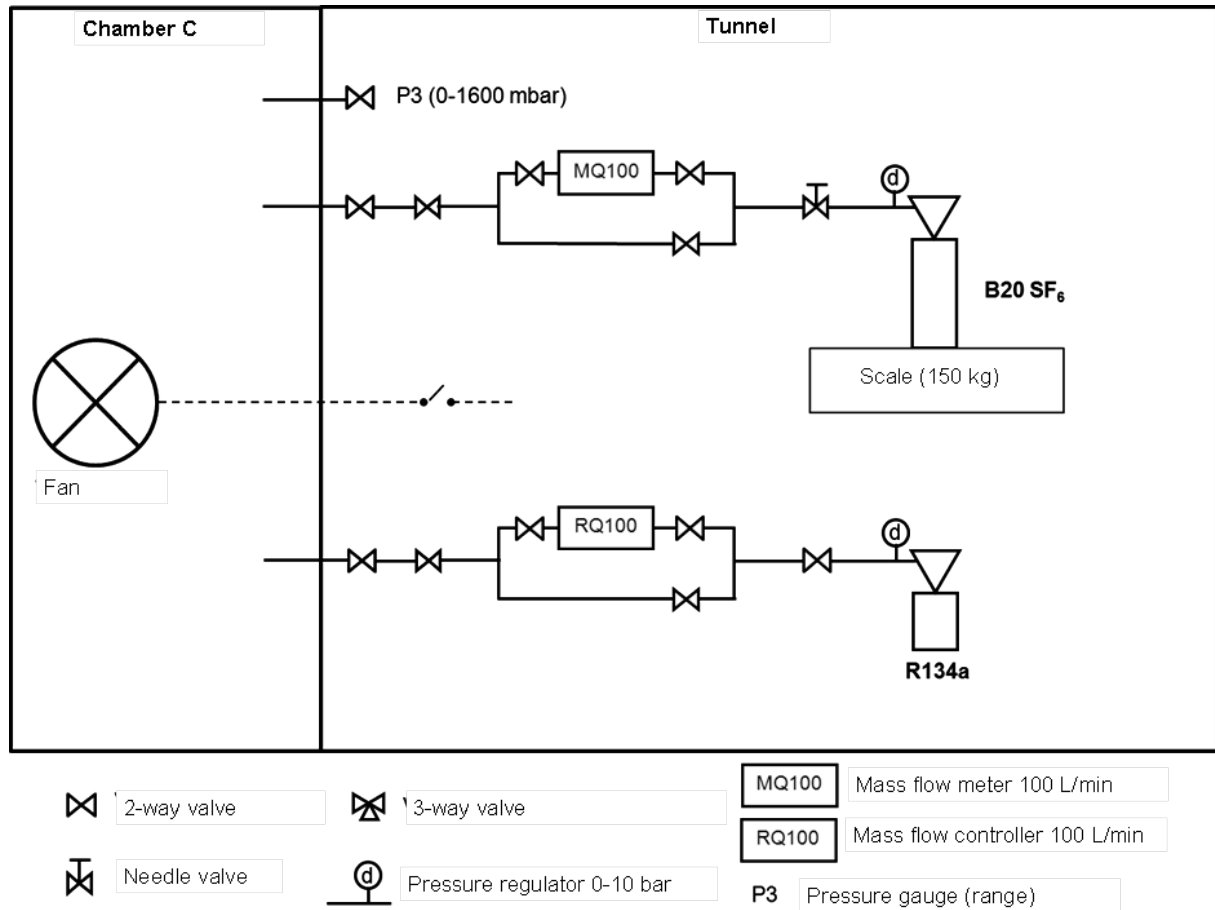 Chamber C
Tunnel
P3 (0-1600 mbar)
MQ100
d
B20 SF₆
Scale (150 kg)
Fan
RQ100
d
R134a
2-way valve
3-way valve
MQ100 Mass flow meter 100 L/min
RQ100 Mass flow controller 100 L/min
Needle valve
d Pressure regulator 0-10 bar
P3 Pressure gauge (range)